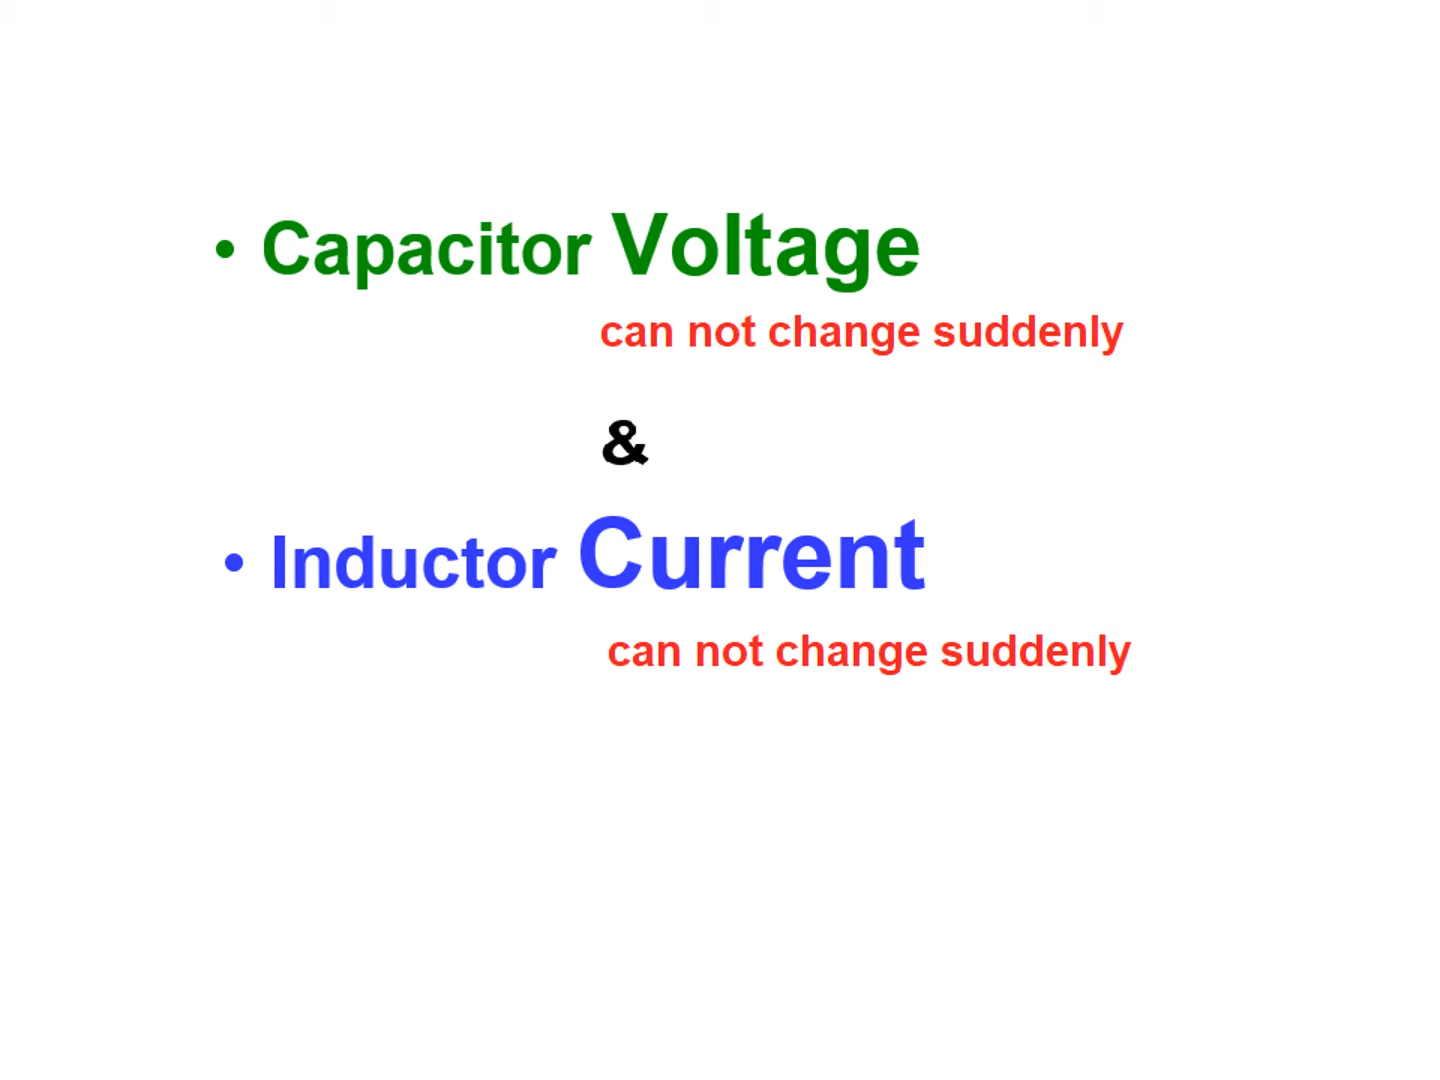 • Capacitor Voltage
can not change suddenly
&
• Inductor Current
can not change suddenly